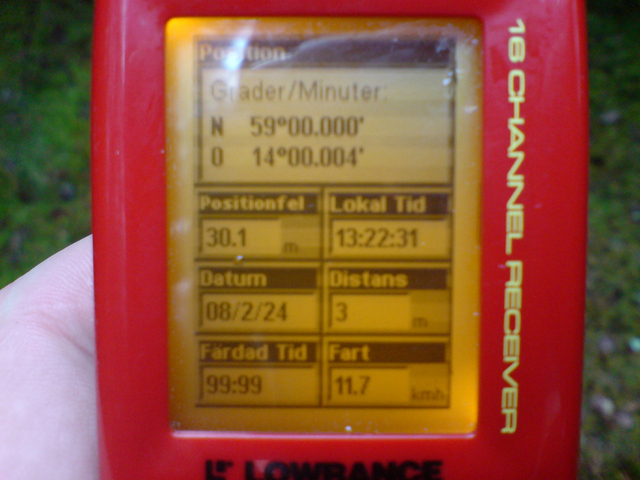 Position
Grader/Minuter:
N 59°00.000'
O 14°00.004'
Positionfel Lokal Tid
30.1 m 13:22:31
Datum Distans
08/2/24 3 m
Färdad Tid Fart
99:99 11.7 kmh
LOWRANCE
16 CHANNEL RECEIVER